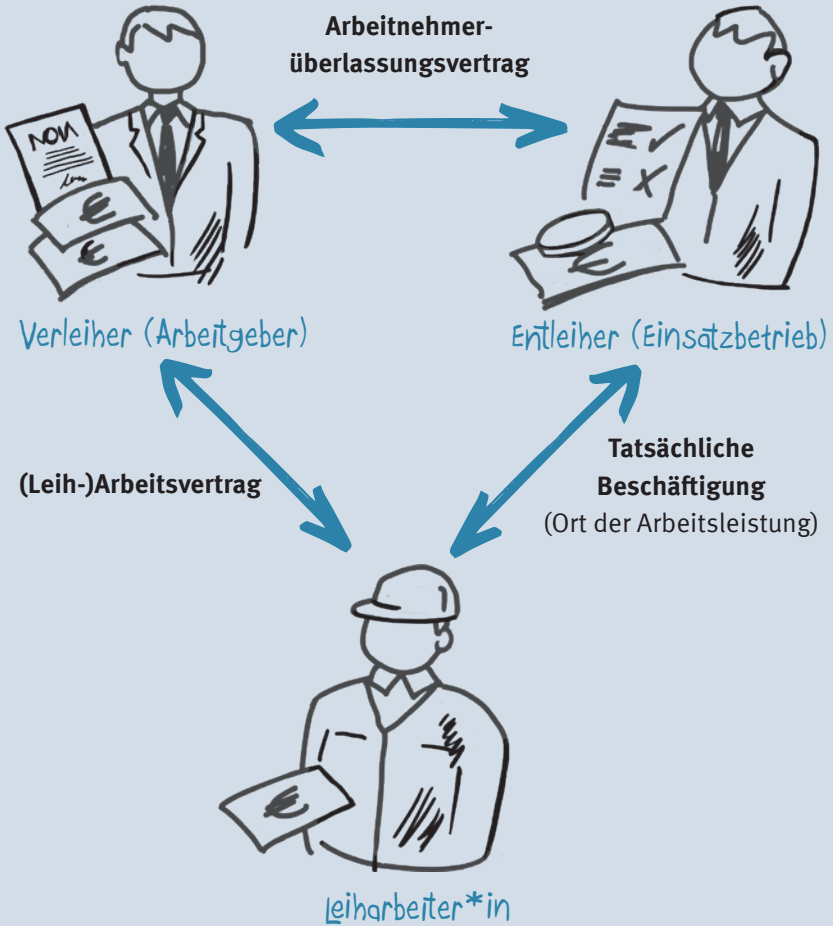 Arbeitnehmer-
überlassungsvertrag
NON
€
€
€
Verleiher (Arbeitgeber)
Entleiher (Einsatzbetrieb)
(Leih-)Arbeitsvertrag
Tatsächliche
Beschäftigung
(Ort der Arbeitsleistung)
€
Leiharbeiter*in